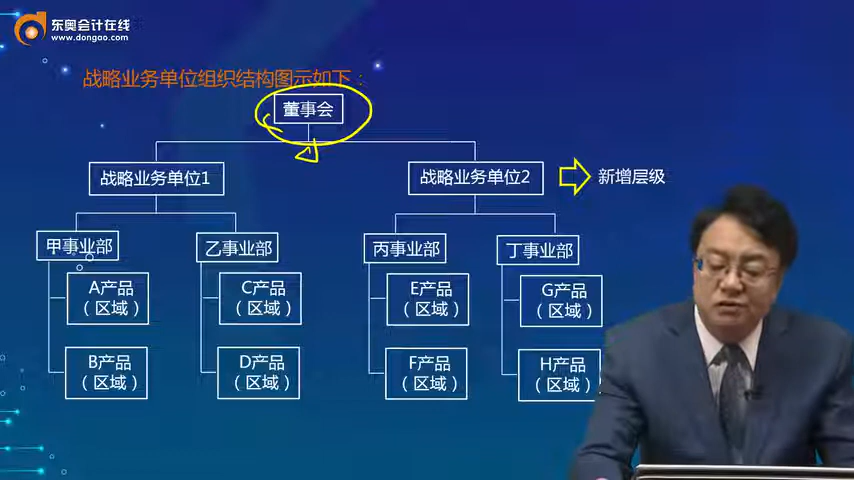 东奥会计在线
www.dongao.com
战略业务单位组织结构图示如下：
董事会
战略业务单位1
战略业务单位2
新增层级
甲事业部
乙事业部
丙事业部
丁事业部
A产品
（区域）
C产品
（区域）
E产品
（区域）
G产品
（区域）
B产品
（区域）
D产品
（区域）
F产品
（区域）
H产品
（区域）